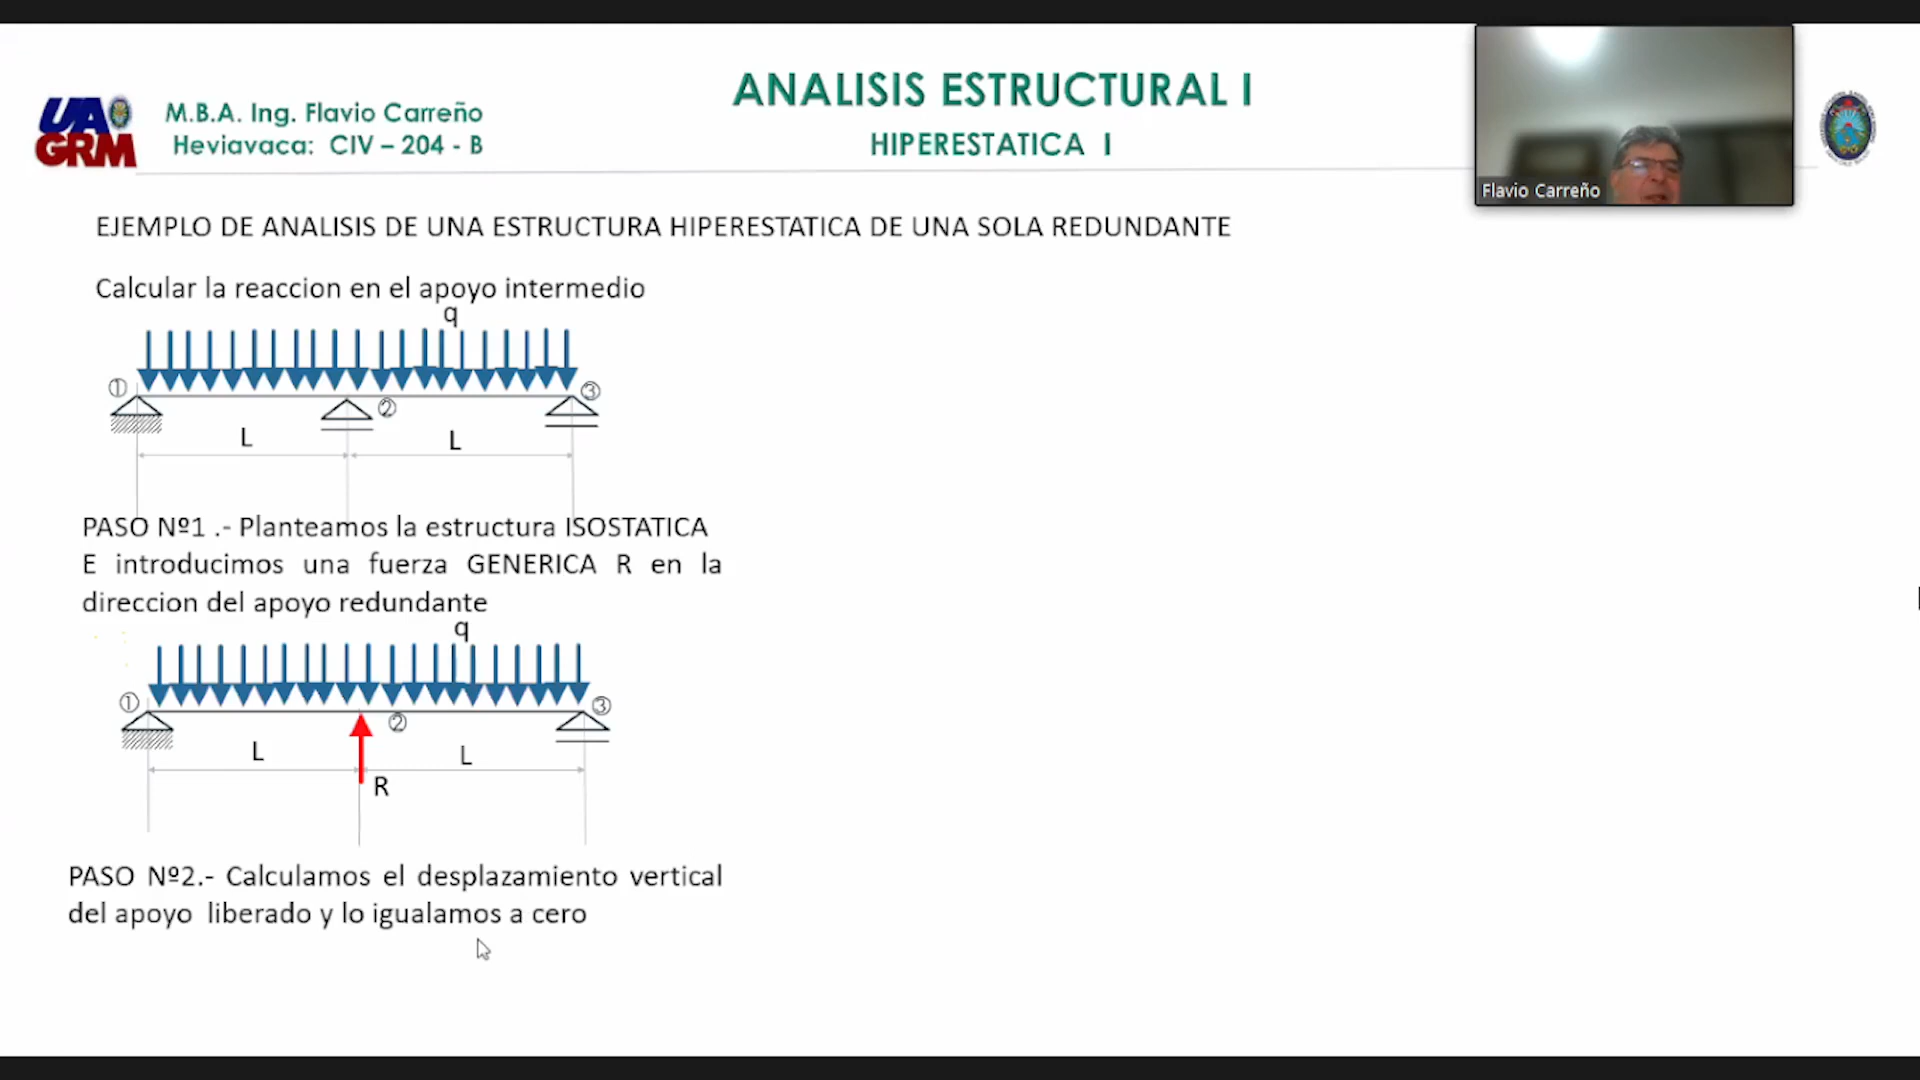 UAGRM
M.B.A. Ing. Flavio Carreño
Heviavaca: CIV – 204 - B
ANALISIS ESTRUCTURAL I
HIPERESTATICA I
Flavio Carreño
EJEMPLO DE ANALISIS DE UNA ESTRUCTURA HIPERESTATICA DE UNA SOLA REDUNDANTE
Calcular la reaccion en el apoyo intermedio
q
① ② ③
L L
PASO Nº1 .- Planteamos la estructura ISOSTATICA
E introducimos una fuerza GENERICA R en la
direccion del apoyo redundante
q
① ② ③
L L
R
PASO Nº2.- Calculamos el desplazamiento vertical
del apoyo liberado y lo igualamos a cero